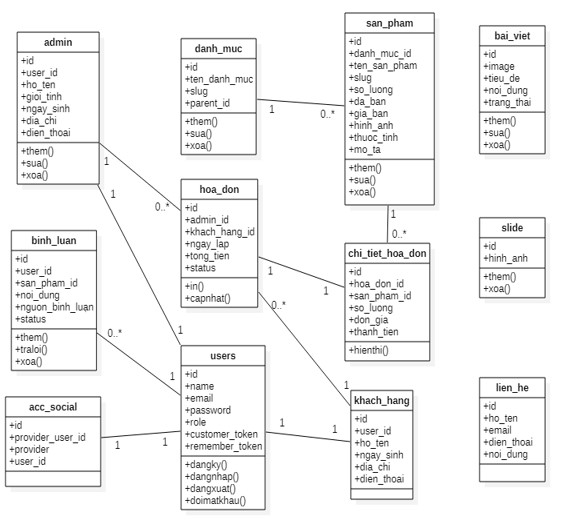 admin
+id
+user_id
+ho_ten
+gioi_tinh
+ngay_sinh
+dia_chi
+dien_thoai
+them()
+sua()
+xoa()
danh_muc
+id
+ten_danh_muc
+slug
+parent_id
+them()
+sua()
+xoa()
san_pham
+id
+danh_muc_id
+ten_san_pham
+slug
+so_luong
+da_ban
+gia_ban
+hinh_anh
+thuoc_tinh
+mo_ta
+them()
+sua()
+xoa()
bai_viet
+id
+image
+tieu_de
+noi_dung
+trang_thai
+them()
+sua()
+xoa()
1
0..*
1
0..*
1
1
0..*
hoa_don
+id
+admin_id
+khach_hang_id
+ngay_lap
+tong_tien
+status
+in()
+capnhat()
binh_luan
+id
+user_id
+san_pham_id
+noi_dung
+nguon_binh_luan
+status
+them()
+traloi()
+xoa()
chi_tiet_hoa_don
+id
+hoa_don_id
+san_pham_id
+so_luong
+don_gia
+thanh_tien
+hienthi()
slide
+id
+hinh_anh
+them()
+xoa()
1
1
0..*
0..*
1
1
1
users
+id
+name
+email
+password
+role
+customer_token
+remember_token
+dangky()
+dangnhap()
+dangxuat()
+doimatkhau()
acc_social
+id
+provider_user_id
+provider
+user_id
1
1
1
1
khach_hang
+id
+user_id
+ho_ten
+ngay_sinh
+dia_chi
+dien_thoai
lien_he
+id
+ho_ten
+email
+dien_thoai
+noi_dung